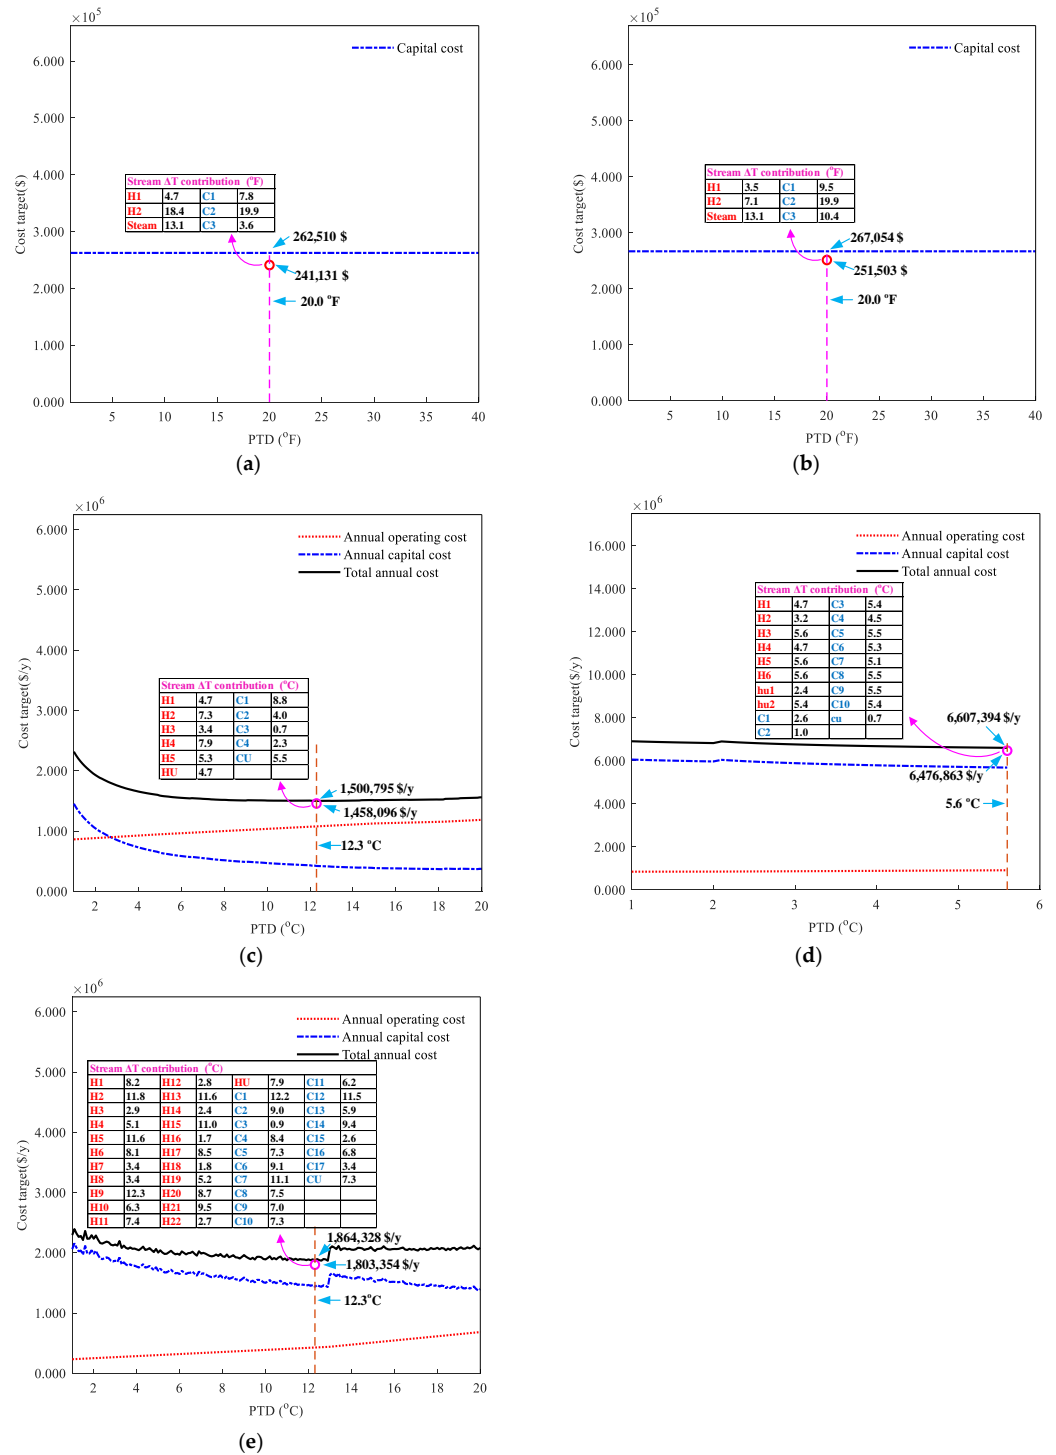 ×10⁵
6.000
5.000
4.000
3.000
2.000
1.000
0.000
Cost target($)
Capital cost
Stream ΔT contribution (°F)
H1 4.7 C1 7.8
H2 18.4 C2 19.9
Steam 13.1 C3 3.6
262,510 $
241,131 $
20.0 °F
5 10 15 20 25 30 35 40
PTD (°F)
(a)
×10⁵
6.000
5.000
4.000
3.000
2.000
1.000
0.000
Cost target($)
Capital cost
Stream ΔT contribution (°F)
H1 3.5 C1 9.5
H2 7.1 C2 19.9
Steam 13.1 C3 10.4
267,054 $
251,503 $
20.0 °F
5 10 15 20 25 30 35 40
PTD (°F)
(b)
×10⁶
6.000
5.000
4.000
3.000
2.000
1.000
0.000
Cost target($/y)
Annual operating cost
Annual capital cost
Total annual cost
Stream ΔT contribution (°C)
H1 4.7 C1 8.8
H2 7.3 C2 4.0
H3 3.4 C3 0.7
H4 7.9 C4 2.3
H5 5.3 CU 5.5
HU 4.7
1,500,795 $/y
1,458,096 $/y
12.3 °C
2 4 6 8 10 12 14 16 18 20
PTD (°C)
(c)
×10⁶
16.000
14.000
12.000
10.000
8.000
6.000
4.000
2.000
0.000
Cost target($/y)
Annual operating cost
Annual capital cost
Total annual cost
Stream ΔT contribution (°C)
H1 4.7 C3 5.4
H2 3.2 C4 4.5
H3 5.6 C5 5.5
H4 4.7 C6 5.3
H5 5.6 C7 5.1
H6 5.6 C8 5.5
hu1 2.4 C9 5.5
hu2 5.4 C10 5.4
C1 2.6 cu 0.7
C2 1.0
6,607,394 $/y
6,476,863 $/y
5.6 °C
1 2 3 4 5 6
PTD (°C)
(d)
×10⁶
6.000
5.000
4.000
3.000
2.000
1.000
0.000
Cost target($/y)
Annual operating cost
Annual capital cost
Total annual cost
Stream ΔT contribution (°C)
H1 8.2 H12 2.8 HU 7.9 C11 6.2
H2 11.8 H13 11.6 C1 12.2 C12 11.5
H3 2.9 H14 2.4 C2 9.0 C13 5.9
H4 5.1 H15 11.0 C3 0.9 C14 9.4
H5 11.6 H16 1.7 C4 8.4 C15 2.6
H6 8.1 H17 8.5 C5 7.3 C16 6.8
H7 3.4 H18 1.8 C6 9.1 C17 3.4
H8 3.4 H19 5.2 C7 11.1 CU 7.3
H9 12.3 H20 8.7 C8 7.5
H10 6.3 H21 9.5 C9 7.0
H11 7.4 H22 2.7 C10 7.3
1,864,328 $/y
1,803,354 $/y
12.3°C
2 4 6 8 10 12 14 16 18 20
PTD (°C)
(e)